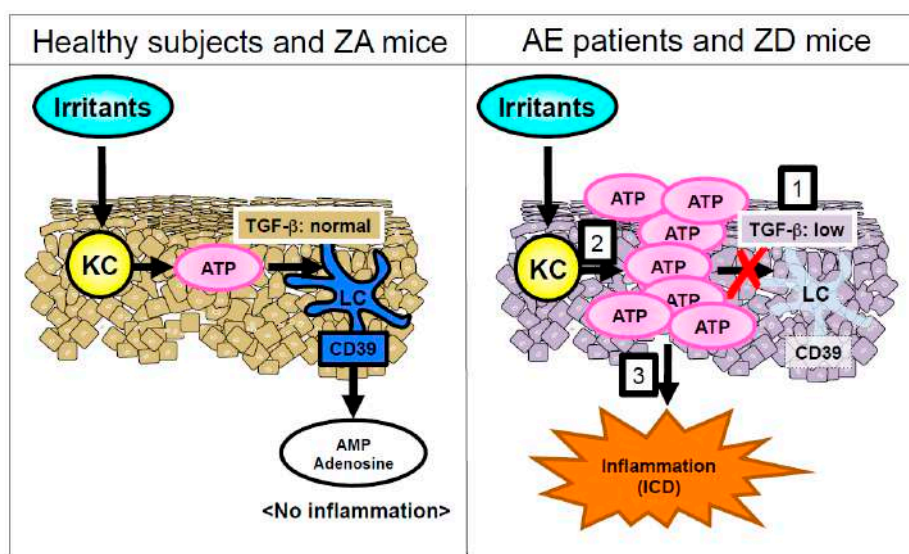 Healthy subjects and ZA mice
Irritants
TGF-β: normal
KC
ATP
LC
CD39
AMP
Adenosine
<No inflammation>
AE patients and ZD mice
Irritants
ATP
ATP
1
TGF-β: low
2
KC
ATP
LC
ATP
ATP
ATP
CD39
3
Inflammation
(ICD)